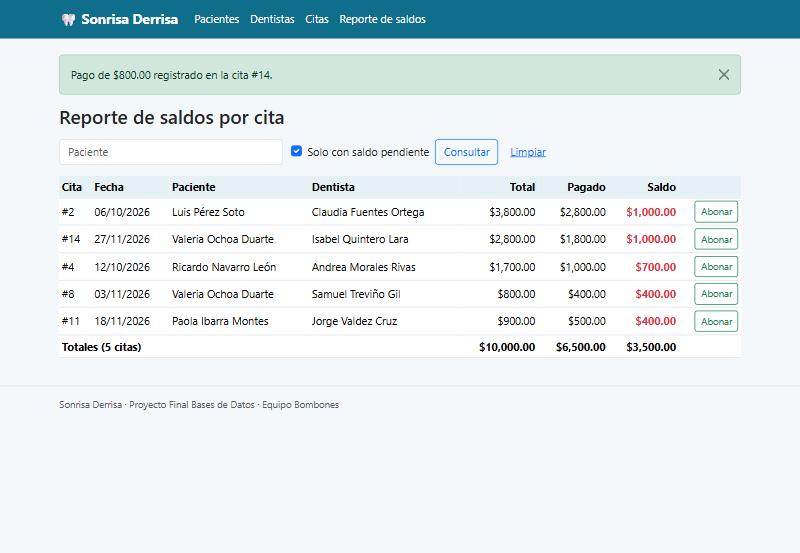 Sonrisa Derrisa Pacientes Dentistas Citas Reporte de saldos
Pago de $800.00 registrado en la cita #14.
Reporte de saldos por cita
Paciente Solo con saldo pendiente Consultar Limpiar
Cita Fecha Paciente Dentista Total Pagado Saldo
#2 06/10/2026 Luis Pérez Soto Claudia Fuentes Ortega $3,800.00 $2,800.00 $1,000.00 Abonar
#14 27/11/2026 Valeria Ochoa Duarte Isabel Quintero Lara $2,800.00 $1,800.00 $1,000.00 Abonar
#4 12/10/2026 Ricardo Navarro León Andrea Morales Rivas $1,700.00 $1,000.00 $700.00 Abonar
#8 03/11/2026 Valeria Ochoa Duarte Samuel Treviño Gil $800.00 $400.00 $400.00 Abonar
#11 18/11/2026 Paola Ibarra Montes Jorge Valdez Cruz $900.00 $500.00 $400.00 Abonar
Totales (5 citas) $10,000.00 $6,500.00 $3,500.00
Sonrisa Derrisa · Proyecto Final Bases de Datos · Equipo Bombones